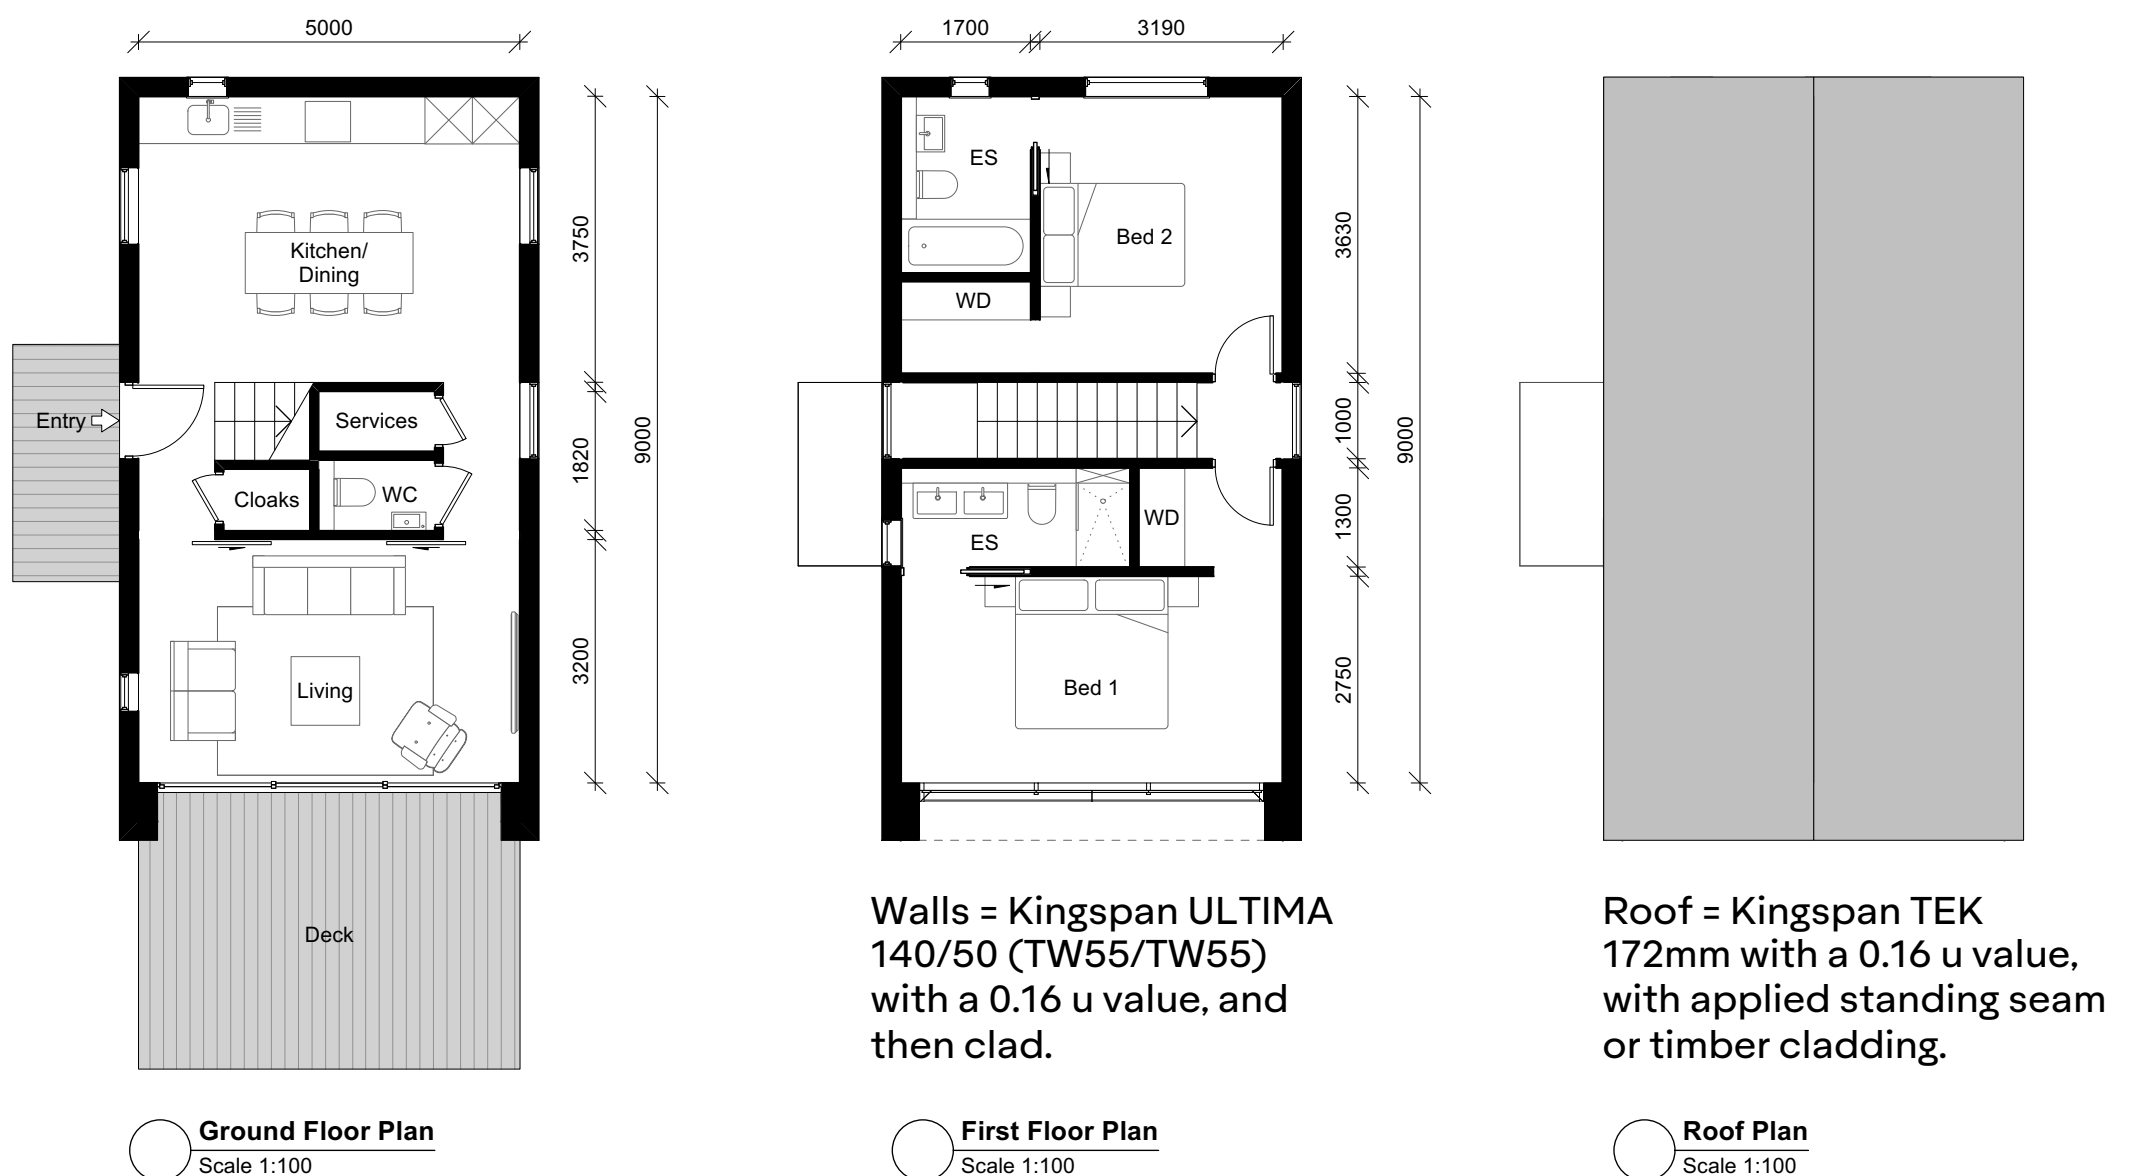 5000
Kitchen/
Dining
Entry
Services
Cloaks
WC
Living
Deck
3750
1820
3200
9000
Ground Floor Plan
Scale 1:100
1700
3190
ES
Bed 2
WD
ES
WD
Bed 1
3630
1000
1300
2750
9000
Walls = Kingspan ULTIMA
140/50 (TW55/TW55)
with a 0.16 u value, and
then clad.
First Floor Plan
Scale 1:100
Roof = Kingspan TEK
172mm with a 0.16 u value,
with applied standing seam
or timber cladding.
Roof Plan
Scale 1:100